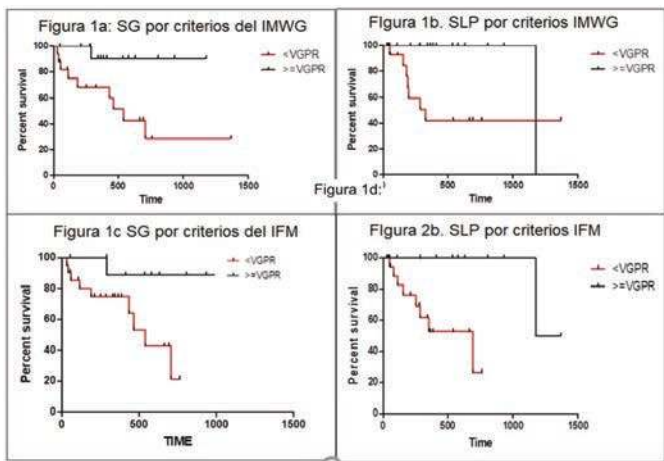 Figura 1a: SG por criterios del IMWG
Percent survival
100
80
60
40
20
0
0 500 1000 1500
Time
<VGPR
>=VGPR
FIgura 1b. SLP por criterios IMWG
Percent survival
100
80
60
40
20
0
500 1000 1500
Time
<VGPR
>=VGPR
Figura 1d:
Figura 1c SG por criterios del IFM
Percent survival
100
80
60
40
20
0
0 500 1000 1500
TIME
<VGPR
>=VGPR
FIgura 2b. SLP por criterios IFM
Percent survival
100
80
60
40
20
0
0 500 1000 1500
Time
<VGPR
>=VGPR